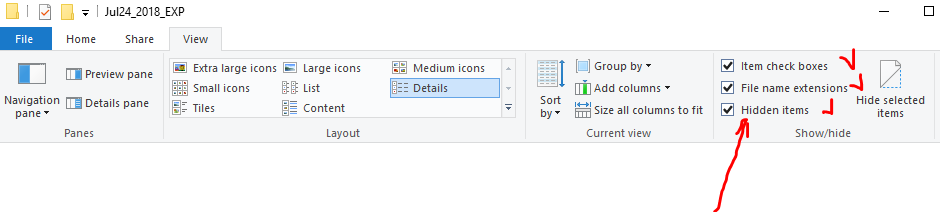 Jul24_2018_EXP
File Home Share View
Navigation pane
Preview pane
Details pane
Panes
Extra large icons Large icons Medium icons
Small icons List Details
Tiles Content
Layout
Sort by
Group by
Add columns
Size all columns to fit
Current view
Item check boxes
File name extensions
Hidden items
Hide selected
items
Show/hide